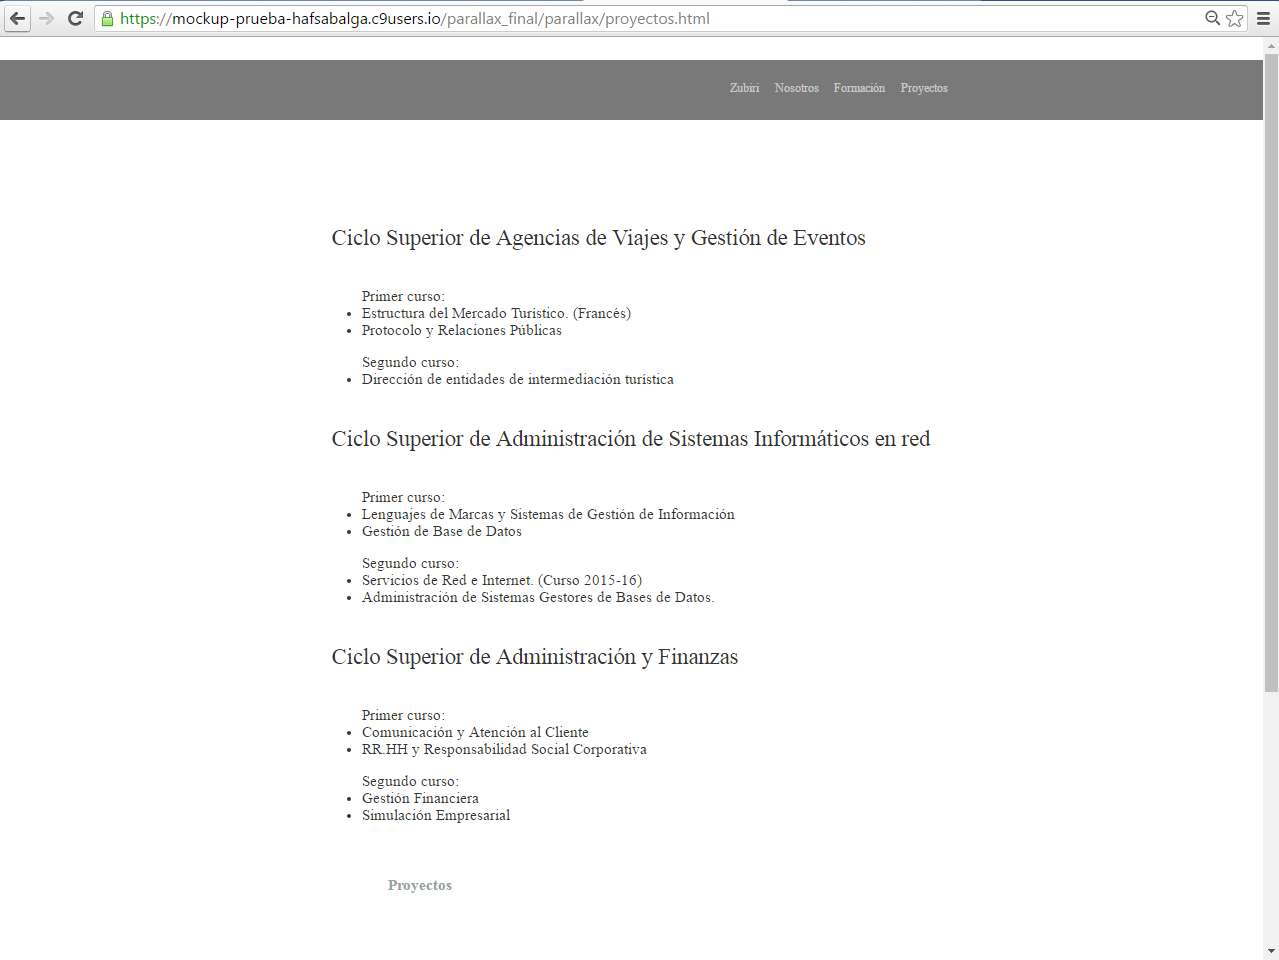 https://mockup-prueba-hafsabalga.c9users.io/parallax_final/parallax/proyectos.html
Zubiri Nosotros Formación Proyectos
Ciclo Superior de Agencias de Viajes y Gestión de Eventos
Primer curso:
• Estructura del Mercado Turístico. (Francés)
• Protocolo y Relaciones Públicas
Segundo curso:
• Dirección de entidades de intermediación turística
Ciclo Superior de Administración de Sistemas Informáticos en red
Primer curso:
• Lenguajes de Marcas y Sistemas de Gestión de Información
• Gestión de Base de Datos
Segundo curso:
• Servicios de Red e Internet. (Curso 2015-16)
• Administración de Sistemas Gestores de Bases de Datos.
Ciclo Superior de Administración y Finanzas
Primer curso:
• Comunicación y Atención al Cliente
• RR.HH y Responsabilidad Social Corporativa
Segundo curso:
• Gestión Financiera
• Simulación Empresarial
Proyectos